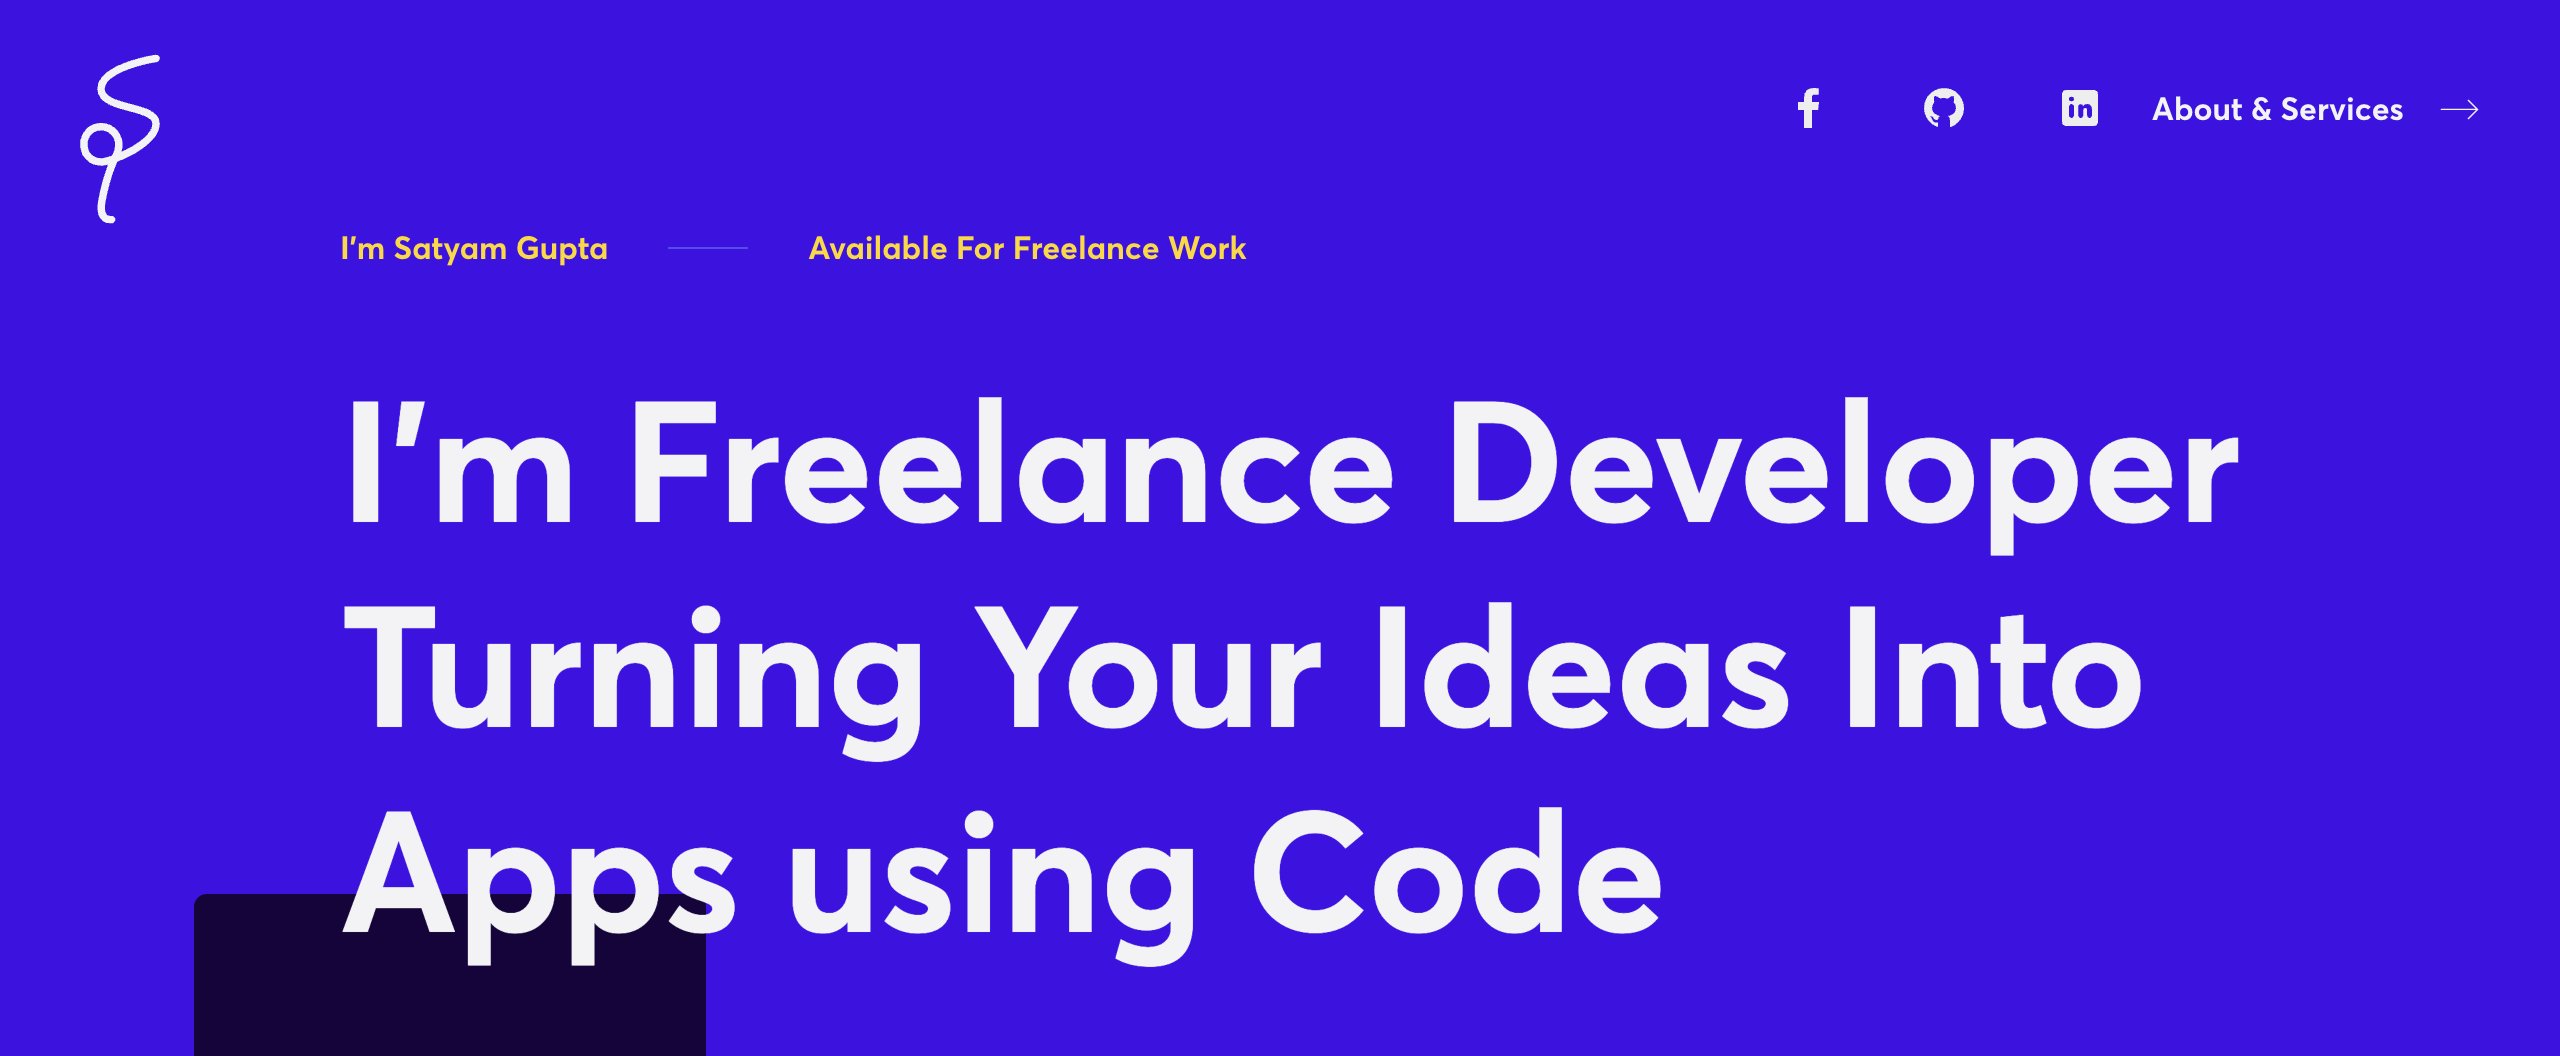 About & Services
I'm Satyam Gupta
Available For Freelance Work
I'm Freelance Developer
Turning Your Ideas Into
Apps using Code